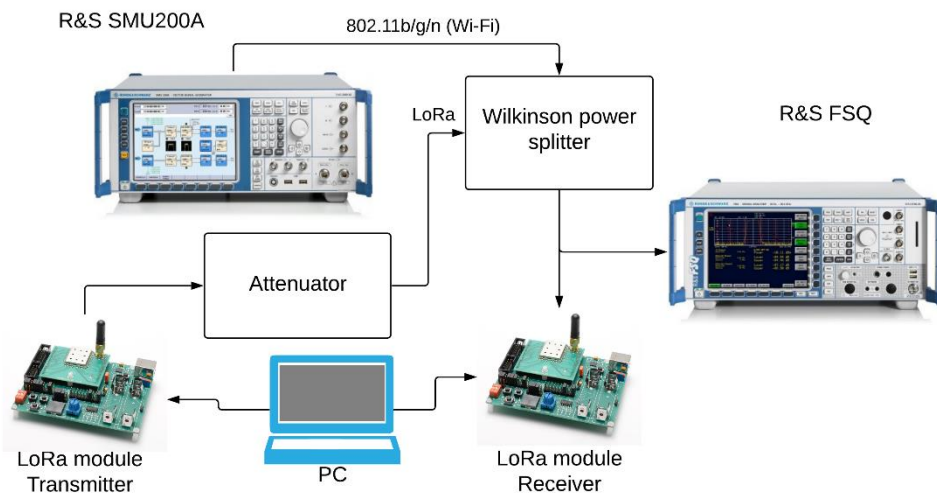 R&S SMU200A
802.11b/g/n (Wi-Fi)
LoRa
Wilkinson power
splitter
R&S FSQ
Attenuator
LoRa module
Transmitter
PC
LoRa module
Receiver